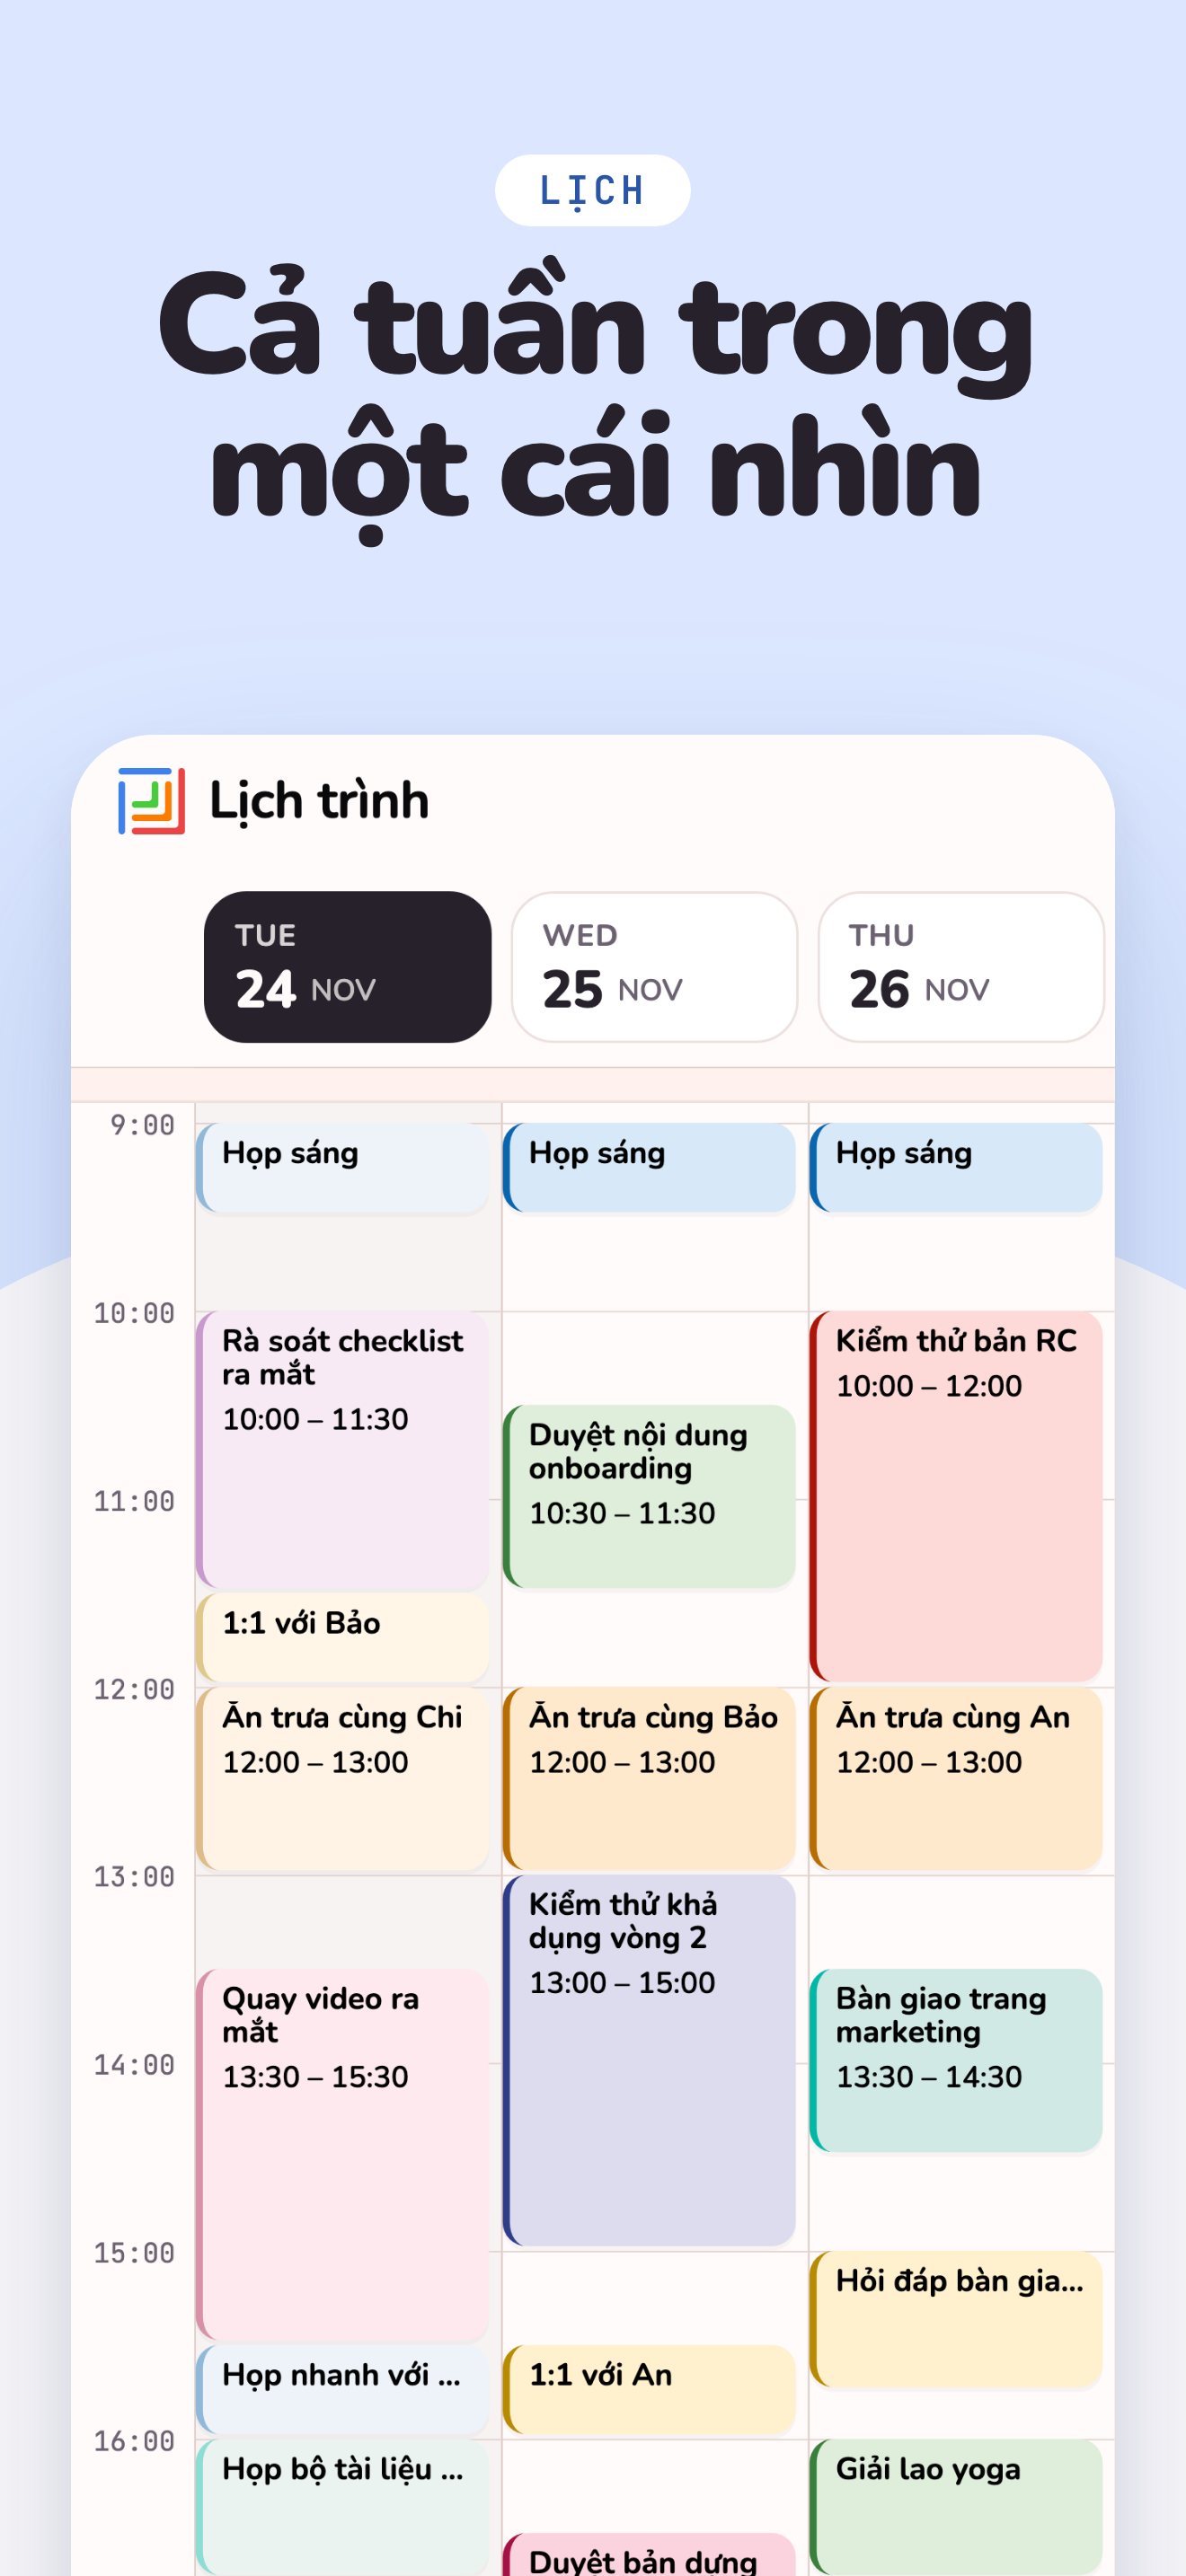 LỊCH
Cả tuần trong
một cái nhìn
Lịch trình
TUE
24 NOV
WED
25 NOV
THU
26 NOV
9:00
Họp sáng
Họp sáng
Họp sáng
10:00
Rà soát checklist
ra mắt
10:00 – 11:30
Kiểm thử bản RC
10:00 – 12:00
Duyệt nội dung
onboarding
10:30 – 11:30
11:00
1:1 với Bảo
12:00
Ăn trưa cùng Chi
12:00 – 13:00
Ăn trưa cùng Bảo
12:00 – 13:00
Ăn trưa cùng An
12:00 – 13:00
13:00
Kiểm thử khả
dụng vòng 2
13:00 – 15:00
Quay video ra
mắt
13:30 – 15:30
Bàn giao trang
marketing
13:30 – 14:30
14:00
15:00
Hỏi đáp bàn gia...
Họp nhanh với ...
1:1 với An
16:00
Họp bộ tài liệu ...
Giải lao yoga
Duyệt bản dựng